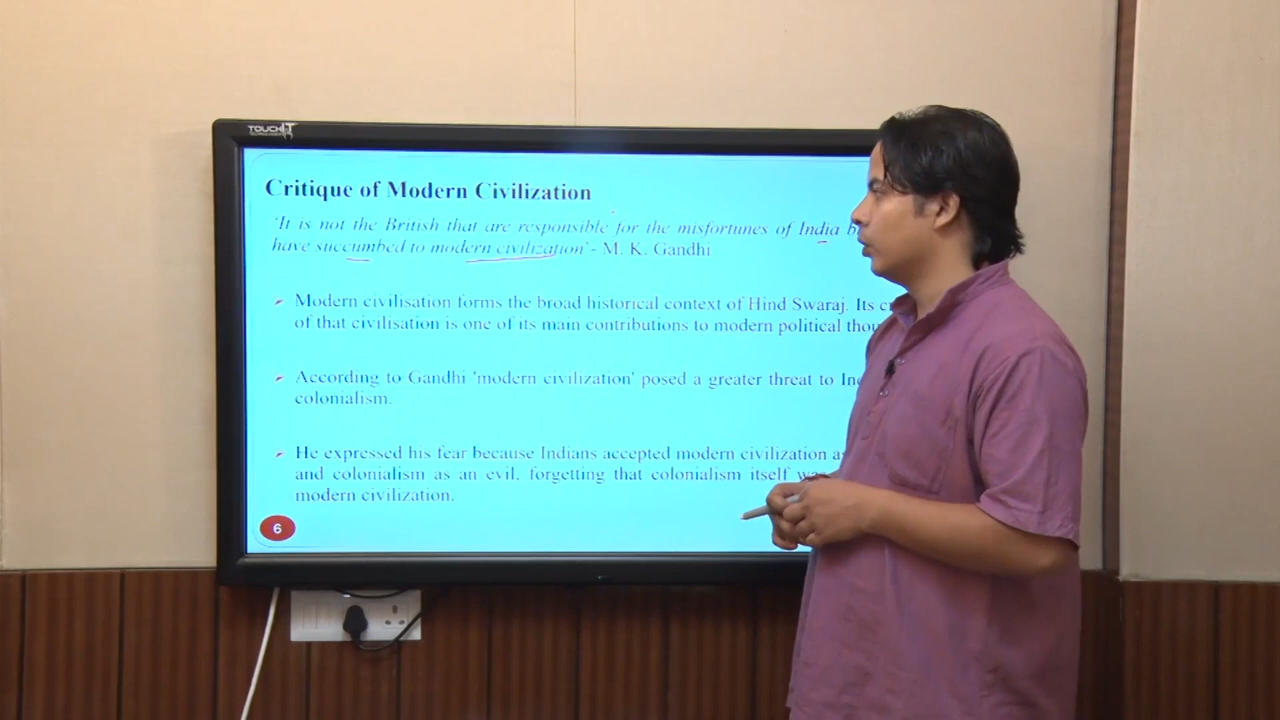 TOUCHIT
Critique of Modern Civilization
'It is not the British that are responsible for the misfortunes of India
have succumbed to modern civilization'- M. K. Gandhi
Modern civilisation forms the broad historical context of Hind Swaraj. Its
of that civilisation is one of its main contributions to modern political
According to Gandhi 'modern civilization' posed a greater threat to
colonialism.
He expressed his fear because Indians accepted modern civilization
and colonialism as an evil, forgetting that colonialism itself
modern civilization.
6